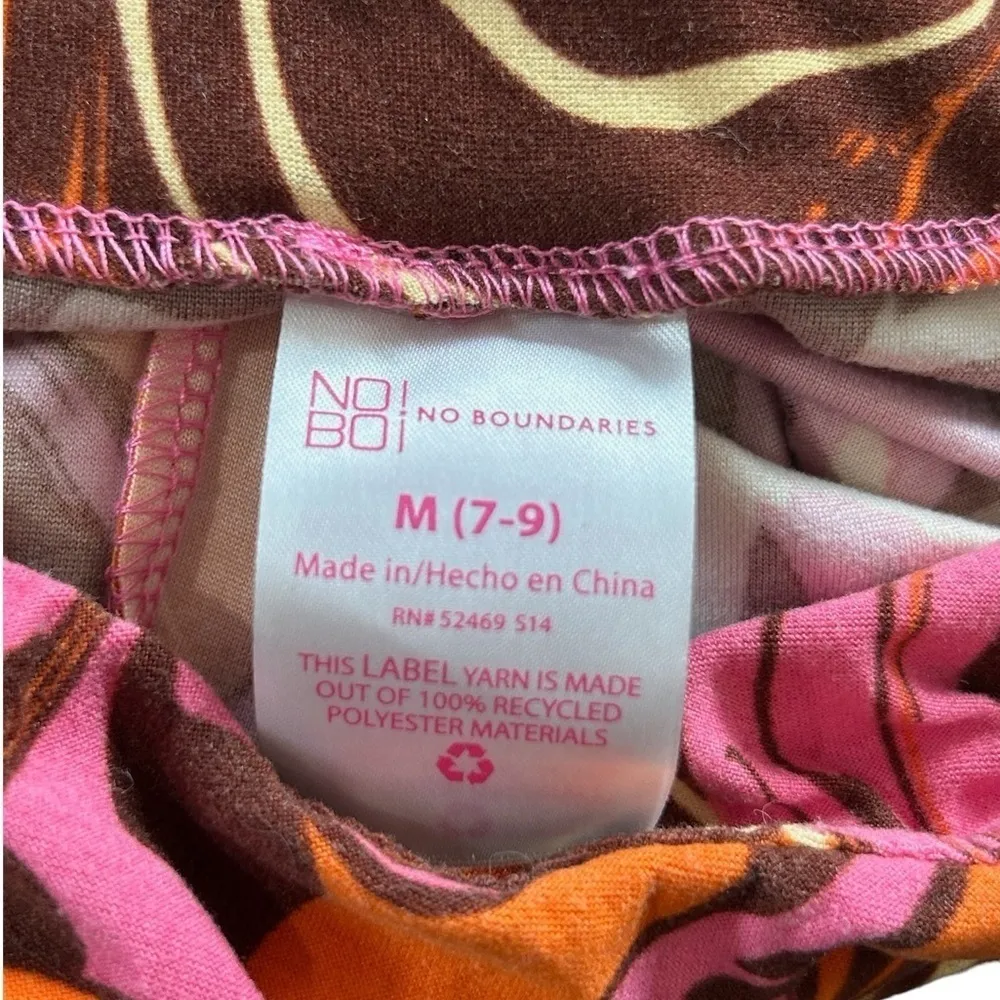 NO!
BOi
NO BOUNDARIES
M (7-9)
Made in/Hecho en China
RN# 52469 S14
THIS LABEL YARN IS MADE
OUT OF 100% RECYCLED
POLYESTER MATERIALS